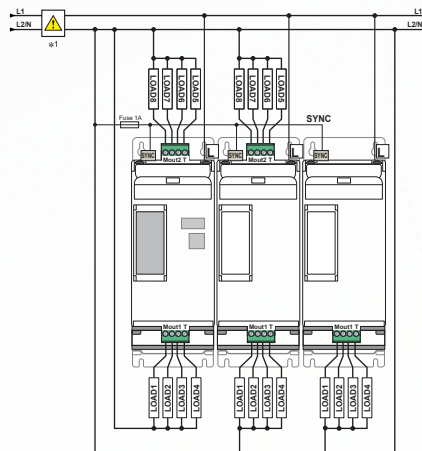 L1 L1
L2/N L2/N
*1
LOAD8 LOAD7 LOAD6 LOAD5 LOAD8 LOAD7 LOAD6 LOAD5
Fuse 1A SYNC
SYNC Mout2 T L SYNC Mout2 T L SYNC L
Mout1 T Mout1 T Mout1 T
LOAD1 LOAD2 LOAD3 LOAD4 LOAD1 LOAD2 LOAD3 LOAD4 LOAD1 LOAD2 LOAD3 LOAD4